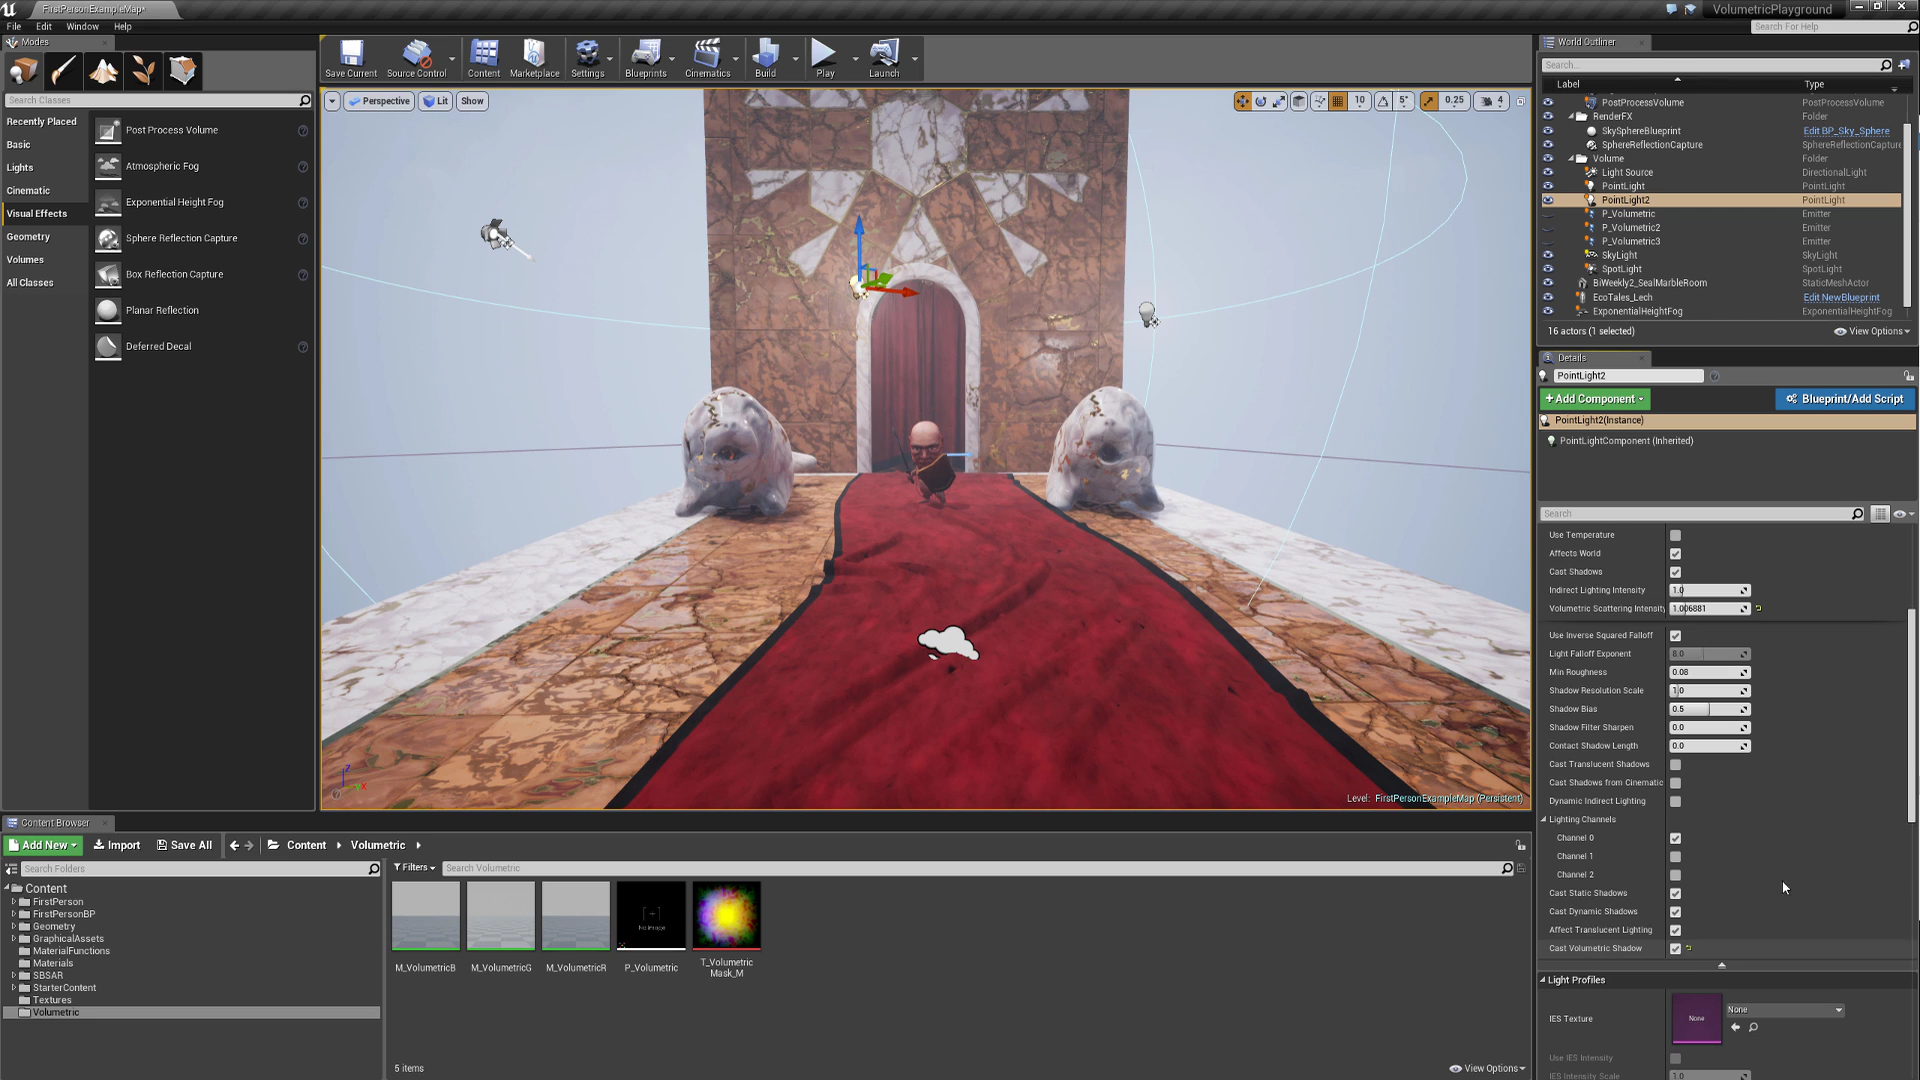 FirstPersonExampleMap*
VolumetricPlayground
File Edit Window Help
Search For Help
Modes
Search Classes
Recently Placed
Basic
Lights
Cinematic
Visual Effects
Geometry
Volumes
All Classes
Post Process Volume
Atmospheric Fog
Exponential Height Fog
Sphere Reflection Capture
Box Reflection Capture
Planar Reflection
Deferred Decal
Save Current Source Control Content Marketplace Settings Blueprints Cinematics Build Play Launch
Perspective Lit Show
10 5° 0.25 4
Level: FirstPersonExampleMap (Persistent)
World Outliner
Search...
Label Type
PostProcessVolume PostProcessVolume
RenderFX Folder
SkySphereBlueprint Edit BP_Sky_Sphere
SphereReflectionCapture SphereReflectionCapture
Volume Folder
Light Source DirectionalLight
PointLight PointLight
PointLight2 PointLight
P_Volumetric Emitter
P_Volumetric2 Emitter
P_Volumetric3 Emitter
SkyLight SkyLight
SpotLight SpotLight
BiWeekly2_SealMarbleRoom StaticMeshActor
EcoTales_Lech Edit NewBlueprint
ExponentialHeightFog ExponentialHeightFog
16 actors (1 selected) View Options
Details
PointLight2
+Add Component Blueprint/Add Script
PointLight2(Instance)
PointLightComponent (Inherited)
Search
Use Temperature
Affects World
Cast Shadows
Indirect Lighting Intensity 1.0
Volumetric Scattering Intensity 1.006881
Use Inverse Squared Falloff
Light Falloff Exponent 8.0
Min Roughness 0.08
Shadow Resolution Scale 1.0
Shadow Bias 0.5
Shadow Filter Sharpen 0.0
Contact Shadow Length 0.0
Cast Translucent Shadows
Cast Shadows from Cinematic
Dynamic Indirect Lighting
Lighting Channels
Channel 0
Channel 1
Channel 2
Cast Static Shadows
Cast Dynamic Shadows
Affect Translucent Lighting
Cast Volumetric Shadow
Light Profiles
IES Texture None None
Use IES Intensity
IES Intensity Scale 1.0
Content Browser
Add New Import Save All Content Volumetric
Search Folders
Filters Search Volumetric
Content
FirstPerson
FirstPersonBP
Geometry
GraphicalAssets
MaterialFunctions
Materials
SBSAR
StarterContent
Textures
Volumetric
No Image
M_VolumetricB M_VolumetricG M_VolumetricR P_Volumetric T_Volumetric
Mask_M
5 items View Options